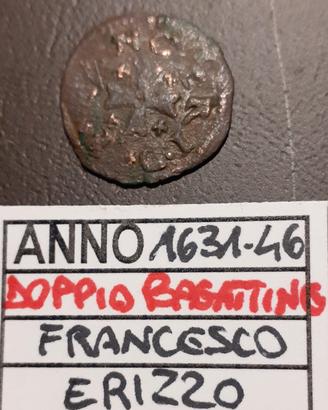 ANNO 1631-46
DOPPIO BAGATTINO
FRANCESCO
ERIZZO